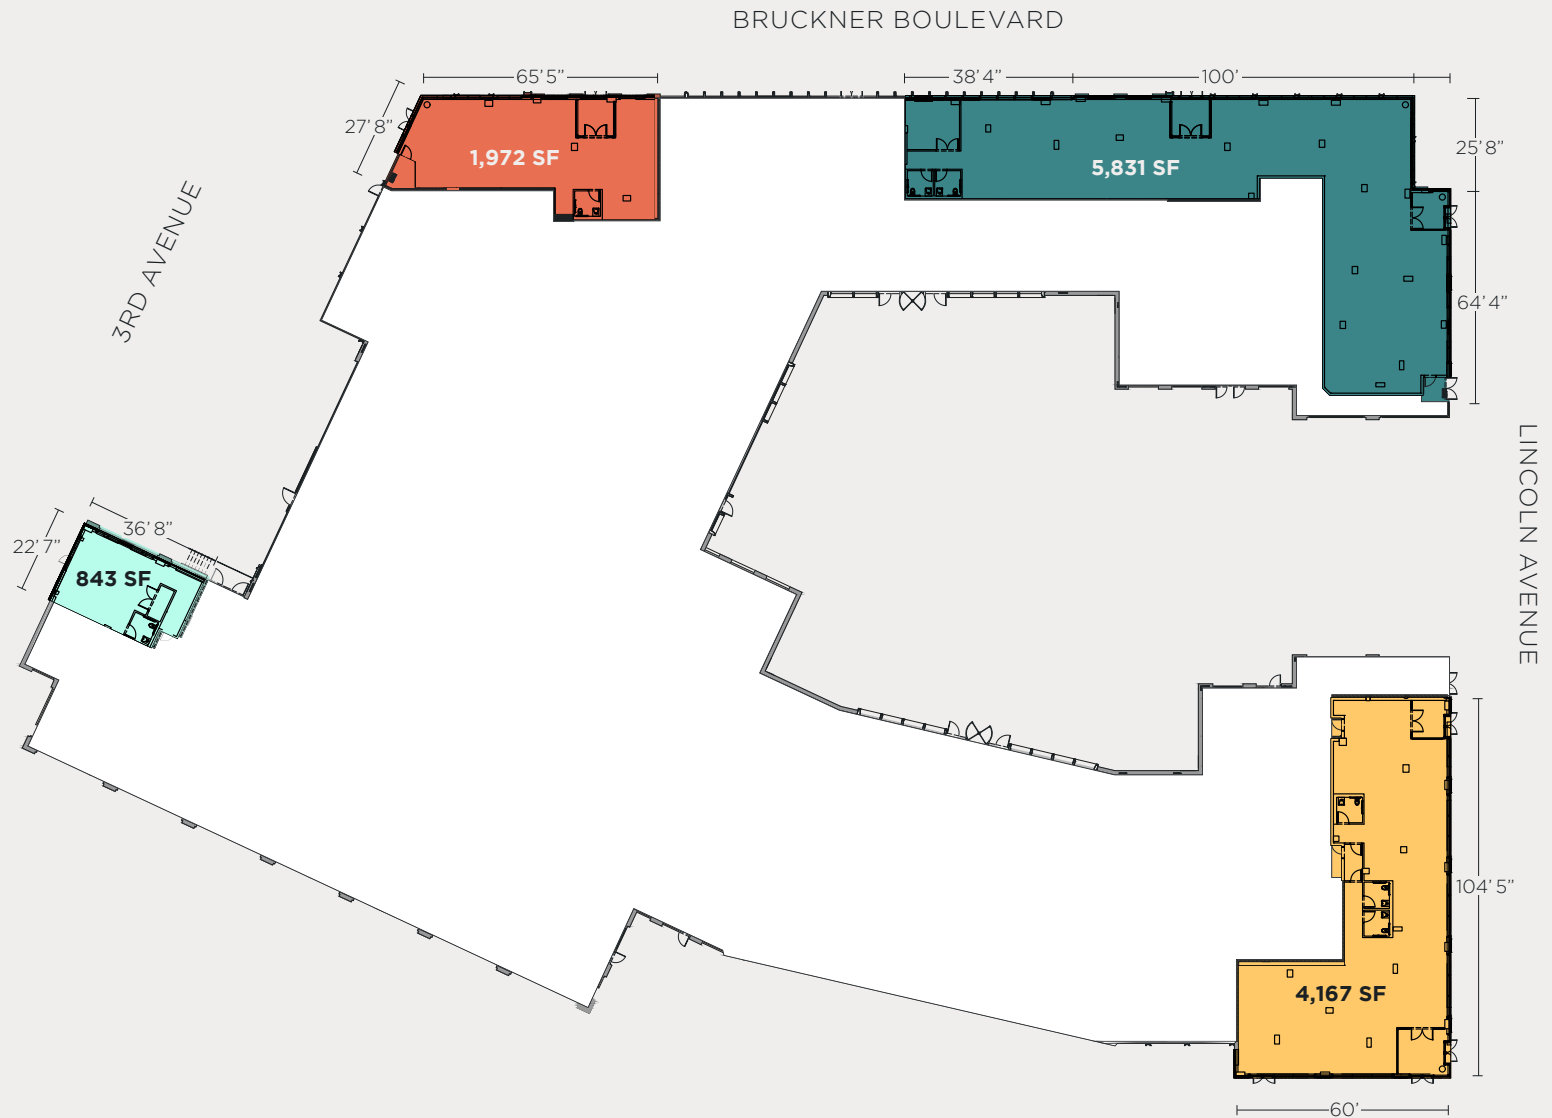 BRUCKNER BOULEVARD
65'5"
38'4"
100'
27'8"
1,972 SF
5,831 SF
25'8"
3RD AVENUE
64'4"
LINCOLN AVENUE
36'8"
22'7"
843 SF
104'5"
4,167 SF
60'